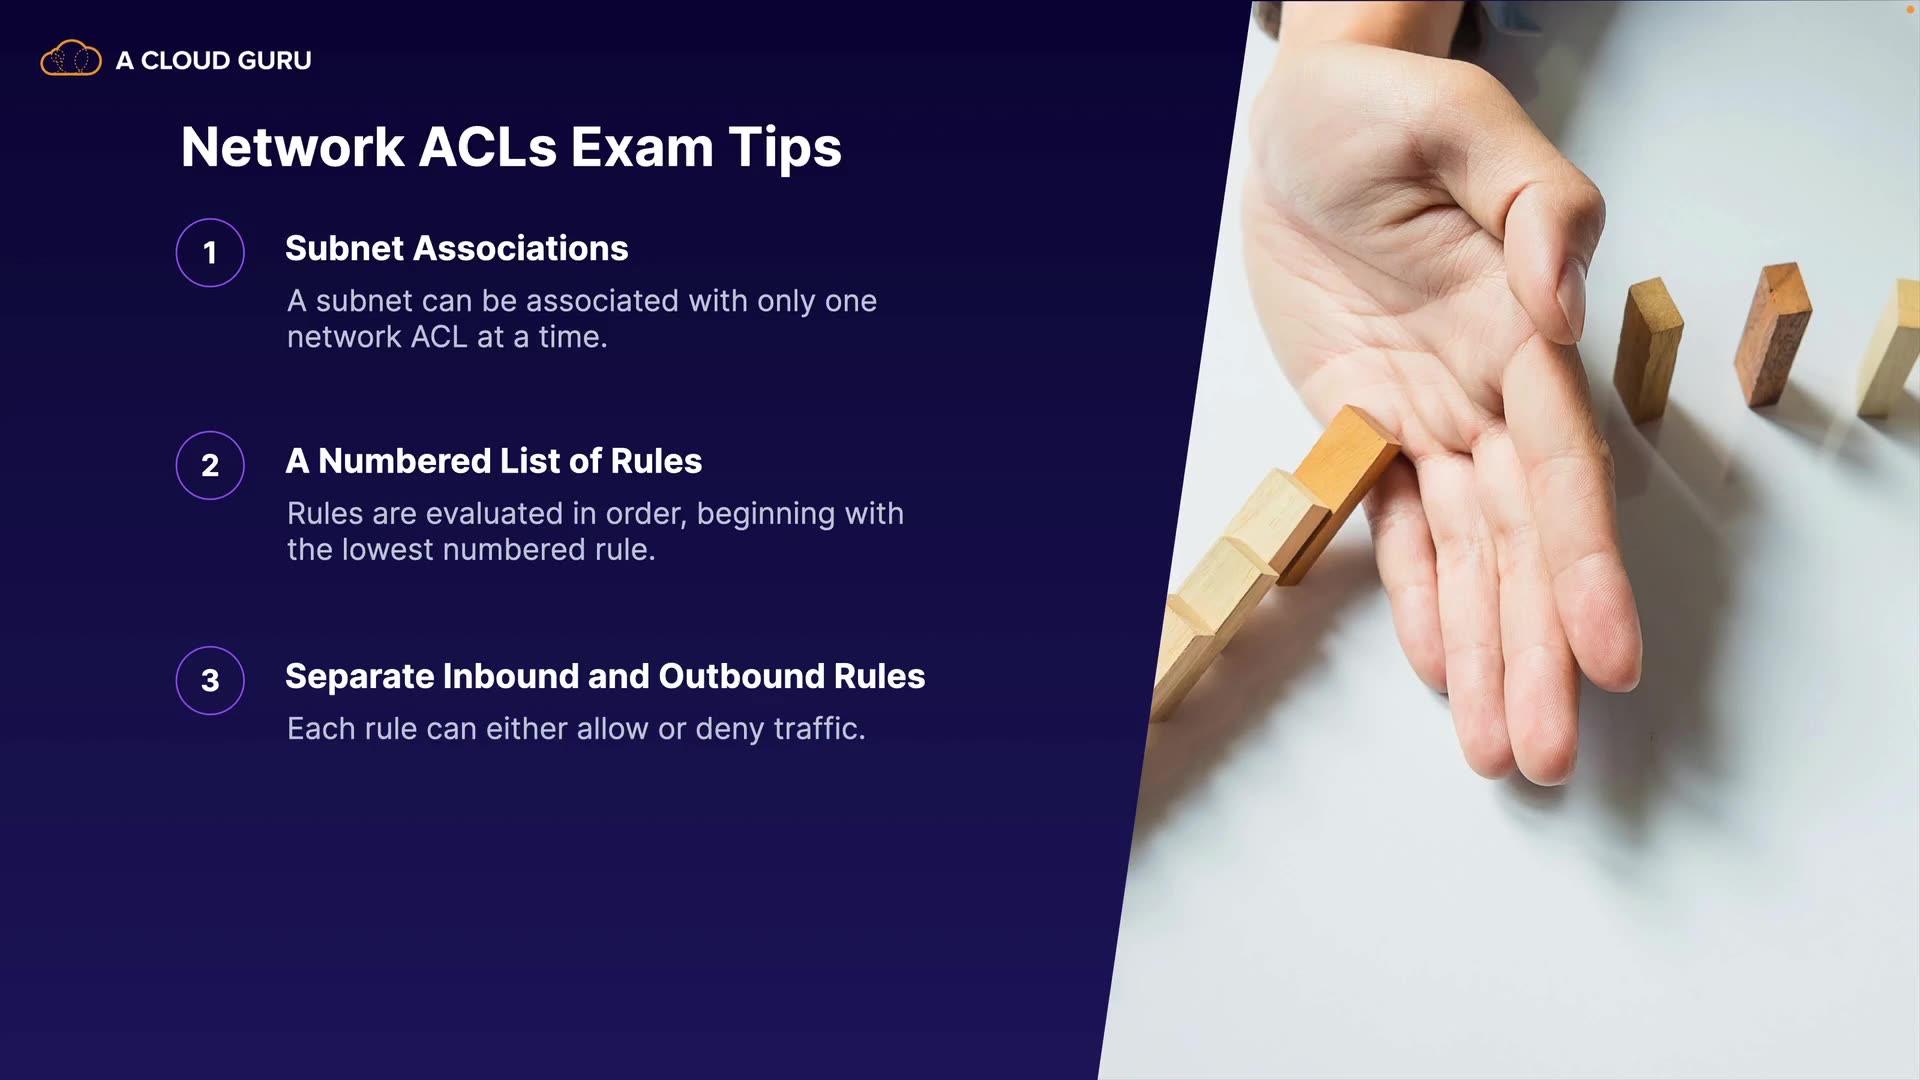 A CLOUD GURU
Network ACLs Exam Tips
1
Subnet Associations
A subnet can be associated with only one
network ACL at a time.
2
A Numbered List of Rules
Rules are evaluated in order, beginning with
the lowest numbered rule.
3
Separate Inbound and Outbound Rules
Each rule can either allow or deny traffic.